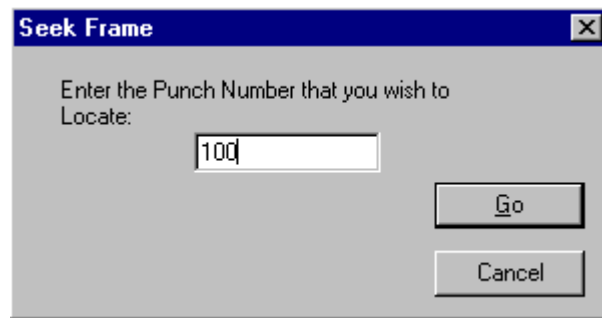 Seek Frame
Enter the Punch Number that you wish to
Locate:
100
Go
Cancel